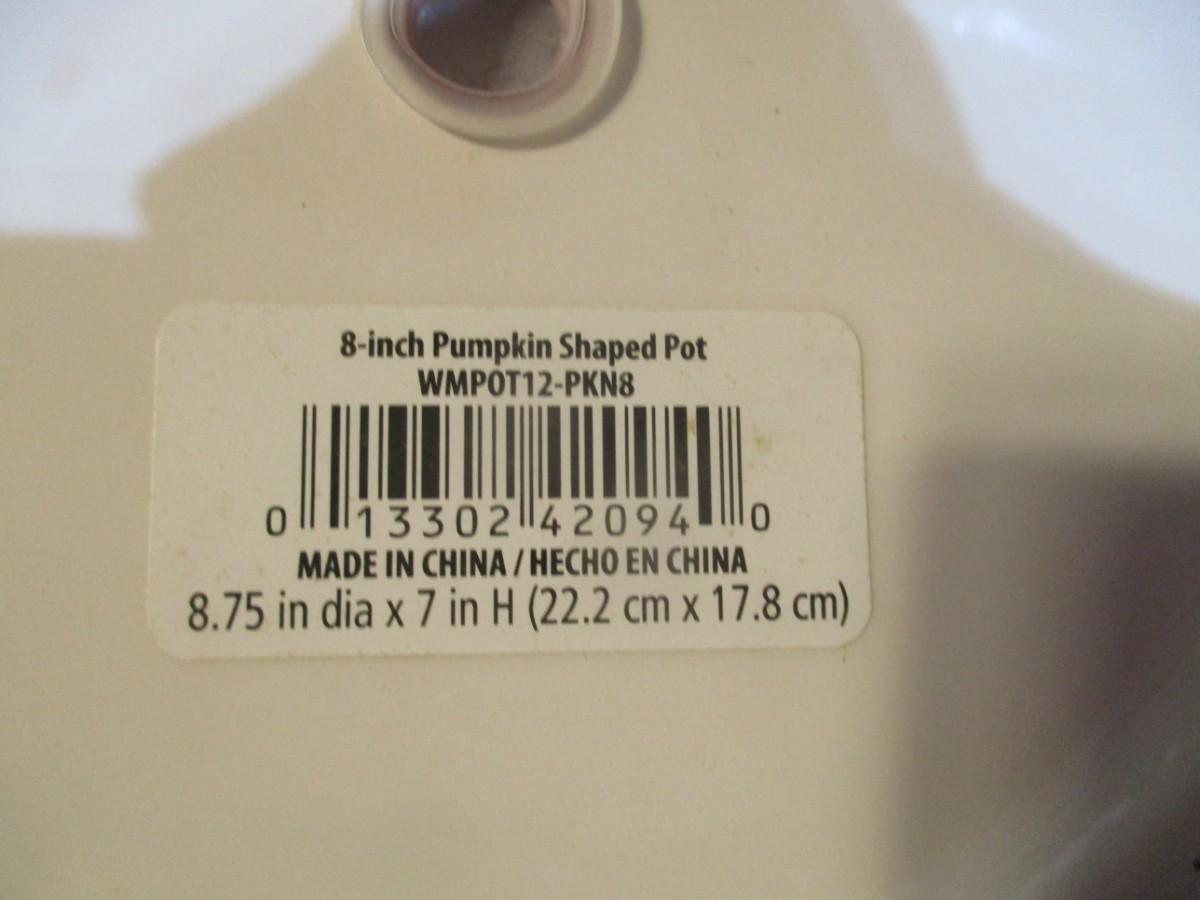 8-inch Pumpkin Shaped Pot
WMPOT12-PKN8
0 13302 42094 0
MADE IN CHINA / HECHO EN CHINA
8.75 in dia x 7 in H (22.2 cm x 17.8 cm)